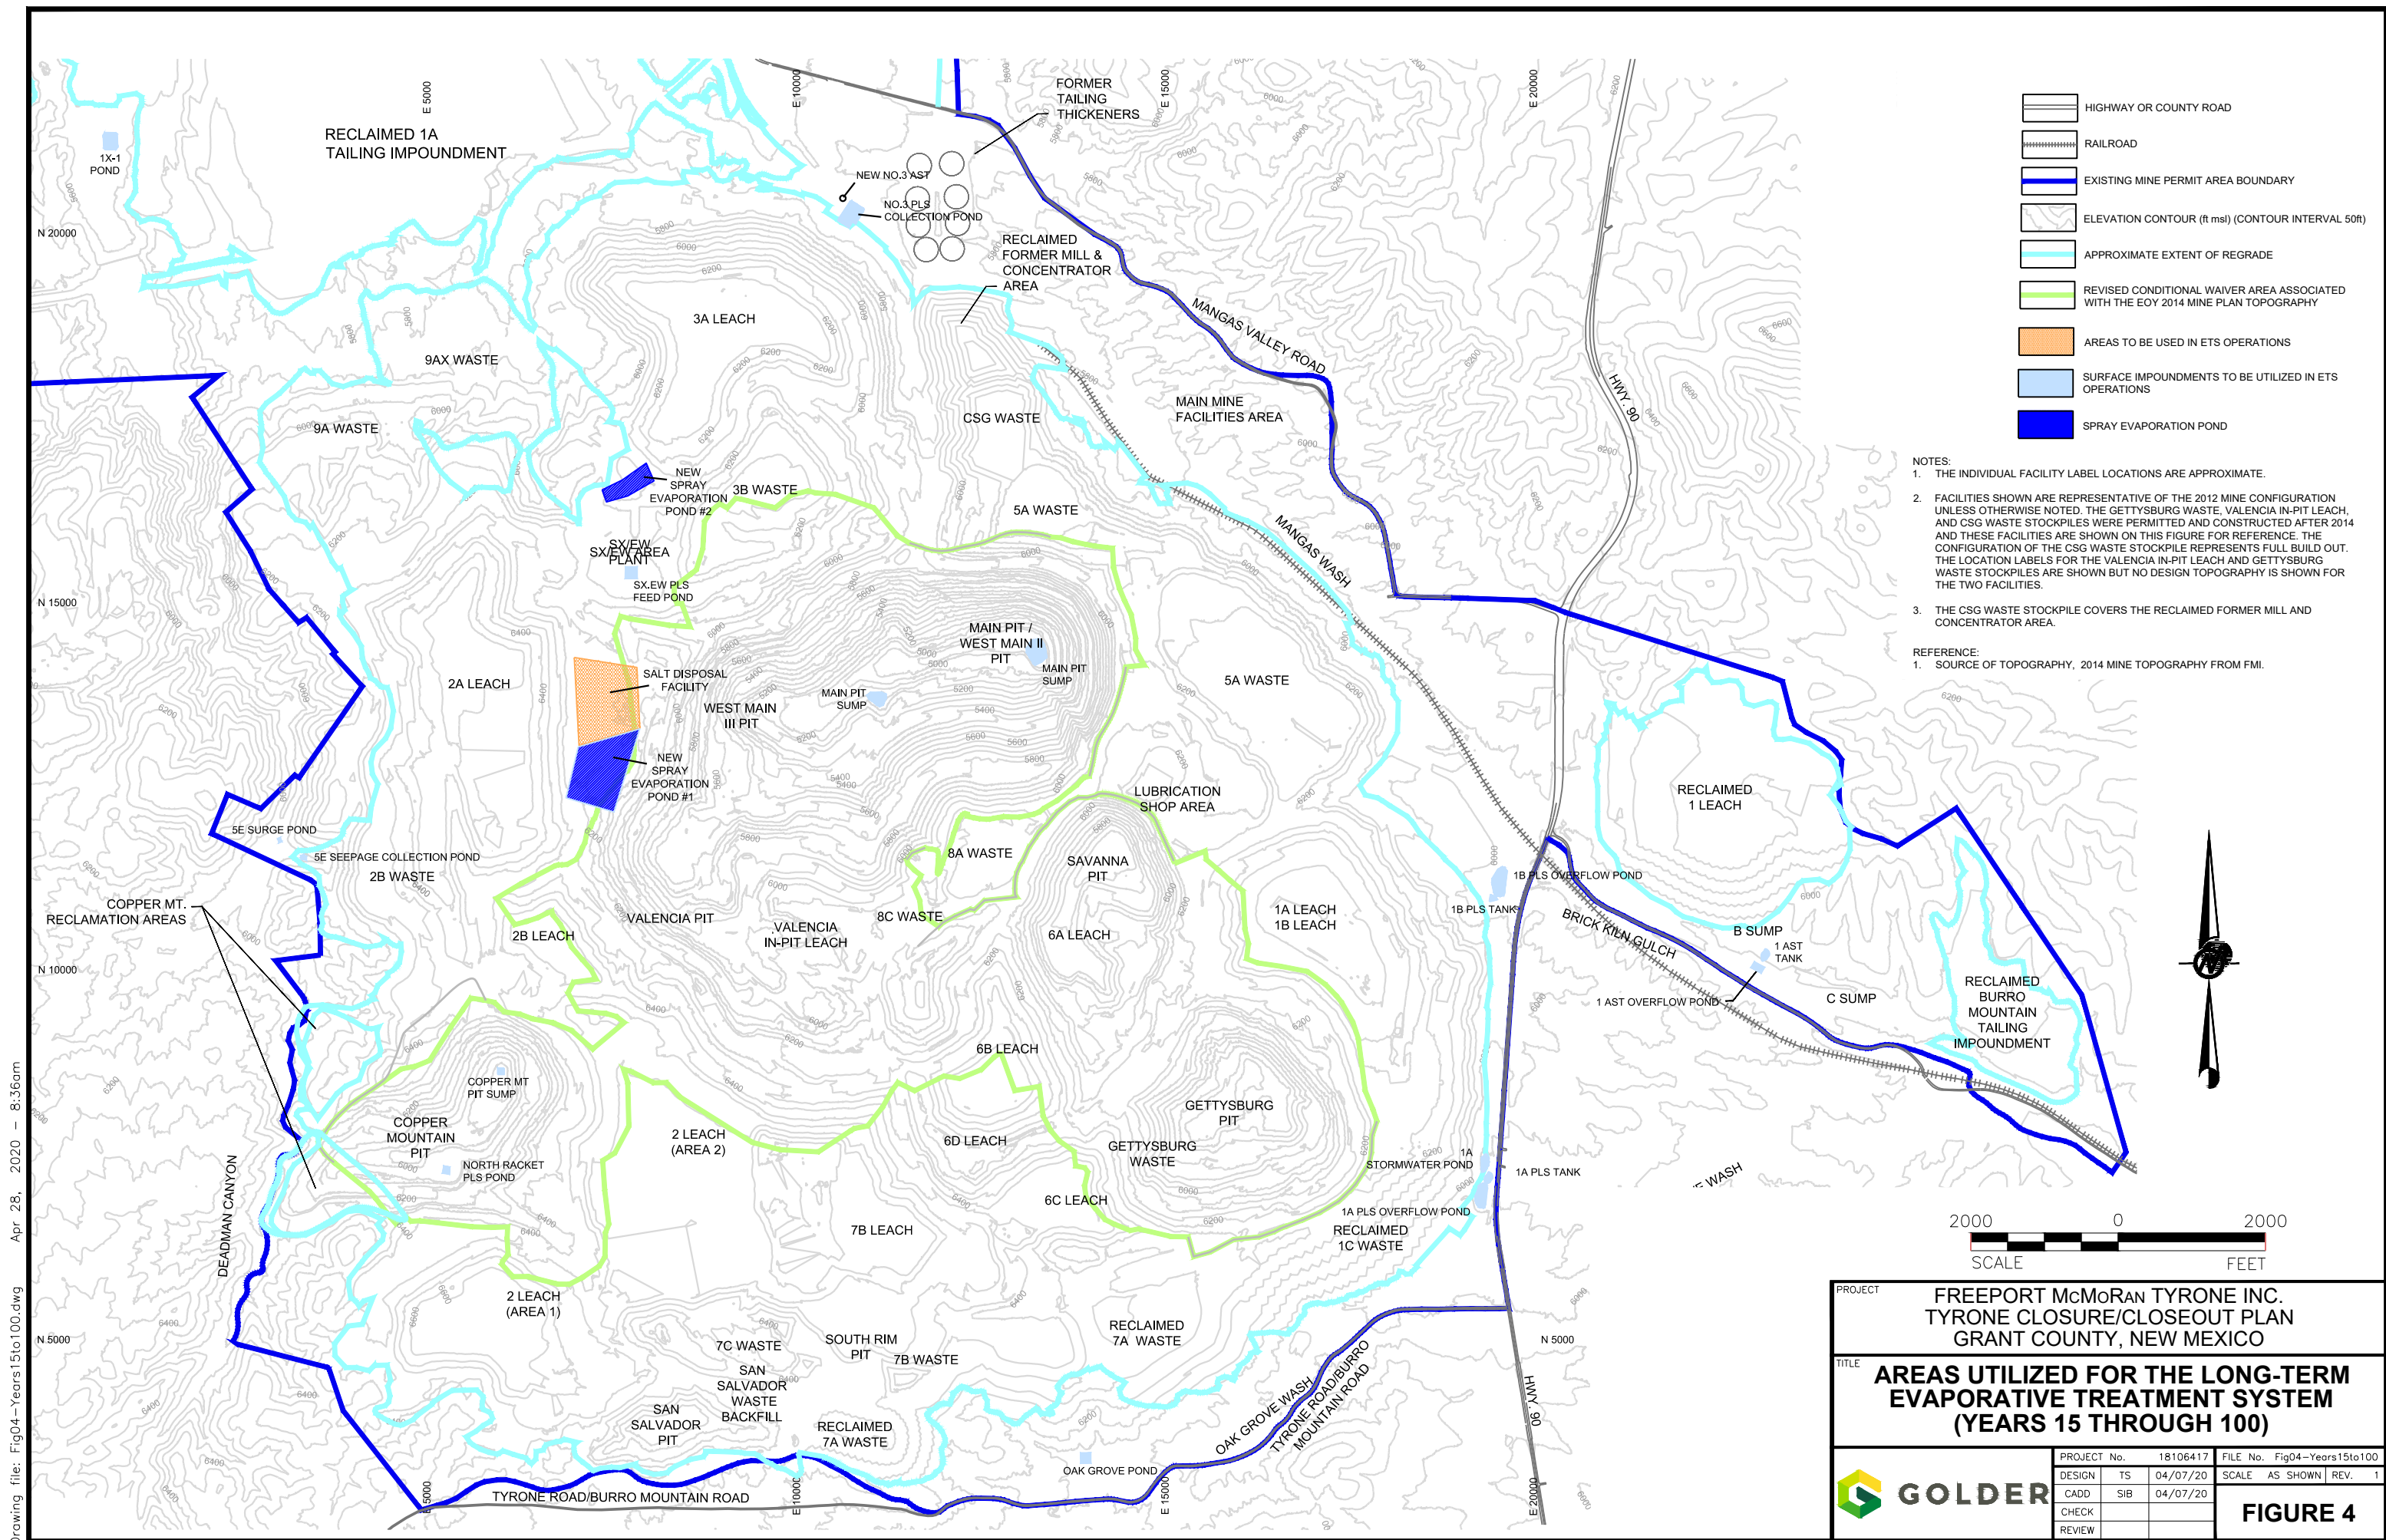 E 5000
E 10000
E 15000
E 20000
FORMER
TAILING
THICKENERS
RECLAIMED 1A
TAILING IMPOUNDMENT
1X-1
POND
NEW NO.3 AST
NO.3 PLS
COLLECTION POND
N 20000
RECLAIMED
FORMER MILL &
CONCENTRATOR
AREA
MANGAS VALLEY ROAD
HWY. 90
3A LEACH
9AX WASTE
9A WASTE
CSG WASTE
MAIN MINE
FACILITIES AREA
NEW
SPRAY
EVAPORATION
POND #2
3B WASTE
5A WASTE
MANGAS WASH
SX/EW
SX/EW AREA
PLANT
SX.EW PLS
FEED POND
N 15000
MAIN PIT /
WEST MAIN II
PIT
MAIN PIT
SUMP
2A LEACH
SALT DISPOSAL
FACILITY
MAIN PIT
SUMP
WEST MAIN
III PIT
5A WASTE
NEW
SPRAY
EVAPORATION
POND #1
LUBRICATION
SHOP AREA
RECLAIMED
1 LEACH
5E SURGE POND
5E SEEPAGE COLLECTION POND
2B WASTE
8A WASTE
SAVANNA
PIT
1B PLS OVERFLOW POND
1B PLS TANK
COPPER MT.
RECLAMATION AREAS
VALENCIA PIT
VALENCIA
IN-PIT LEACH
8C WASTE
6A LEACH
1A LEACH
1B LEACH
2B LEACH
BRICK KILN GULCH
B SUMP
1 AST
TANK
N 10000
1 AST OVERFLOW POND
C SUMP
RECLAIMED
BURRO
MOUNTAIN
TAILING
IMPOUNDMENT
6B LEACH
COPPER MT
PIT SUMP
COPPER
MOUNTAIN
PIT
NORTH RACKET
PLS POND
2 LEACH
(AREA 2)
6D LEACH
GETTYSBURG
PIT
GETTYSBURG
WASTE
1A
STORMWATER POND
1A PLS TANK
E WASH
DEADMAN CANYON
6C LEACH
1A PLS OVERFLOW POND
7B LEACH
RECLAIMED
1C WASTE
2 LEACH
(AREA 1)
N 5000
7C WASTE
SOUTH RIM
PIT
7B WASTE
RECLAIMED
7A WASTE
N 5000
SAN
SALVADOR
WASTE
BACKFILL
SAN
SALVADOR
PIT
RECLAIMED
7A WASTE
OAK GROVE WASH
TYRONE ROAD/BURRO
MOUNTAIN ROAD
HWY. 90
OAK GROVE POND
TYRONE ROAD/BURRO MOUNTAIN ROAD
E 5000
E 10000
E 15000
E 20000
HIGHWAY OR COUNTY ROAD
RAILROAD
EXISTING MINE PERMIT AREA BOUNDARY
ELEVATION CONTOUR (ft msl) (CONTOUR INTERVAL 50ft)
APPROXIMATE EXTENT OF REGRADE
REVISED CONDITIONAL WAIVER AREA ASSOCIATED
WITH THE EOY 2014 MINE PLAN TOPOGRAPHY
AREAS TO BE USED IN ETS OPERATIONS
SURFACE IMPOUNDMENTS TO BE UTILIZED IN ETS
OPERATIONS
SPRAY EVAPORATION POND
NOTES:
1. THE INDIVIDUAL FACILITY LABEL LOCATIONS ARE APPROXIMATE.
2. FACILITIES SHOWN ARE REPRESENTATIVE OF THE 2012 MINE CONFIGURATION
UNLESS OTHERWISE NOTED. THE GETTYSBURG WASTE, VALENCIA IN-PIT LEACH,
AND CSG WASTE STOCKPILES WERE PERMITTED AND CONSTRUCTED AFTER 2014
AND THESE FACILITIES ARE SHOWN ON THIS FIGURE FOR REFERENCE. THE
CONFIGURATION OF THE CSG WASTE STOCKPILE REPRESENTS FULL BUILD OUT.
THE LOCATION LABELS FOR THE VALENCIA IN-PIT LEACH AND GETTYSBURG
WASTE STOCKPILES ARE SHOWN BUT NO DESIGN TOPOGRAPHY IS SHOWN FOR
THE TWO FACILITIES.
3. THE CSG WASTE STOCKPILE COVERS THE RECLAIMED FORMER MILL AND
CONCENTRATOR AREA.
REFERENCE:
1. SOURCE OF TOPOGRAPHY, 2014 MINE TOPOGRAPHY FROM FMI.
2000 0 2000
SCALE FEET
PROJECT
FREEPORT McMoRAN TYRONE INC.
TYRONE CLOSURE/CLOSEOUT PLAN
GRANT COUNTY, NEW MEXICO
TITLE
AREAS UTILIZED FOR THE LONG-TERM
EVAPORATIVE TREATMENT SYSTEM
(YEARS 15 THROUGH 100)
GOLDER
PROJECT No. 18106417 FILE No. Fig04-Years15to100
DESIGN TS 04/07/20 SCALE AS SHOWN REV. 1
CADD SIB 04/07/20
CHECK
REVIEW
FIGURE 4
Drawing file: Fig04-Years15to100.dwg Apr 28, 2020 - 8:36am